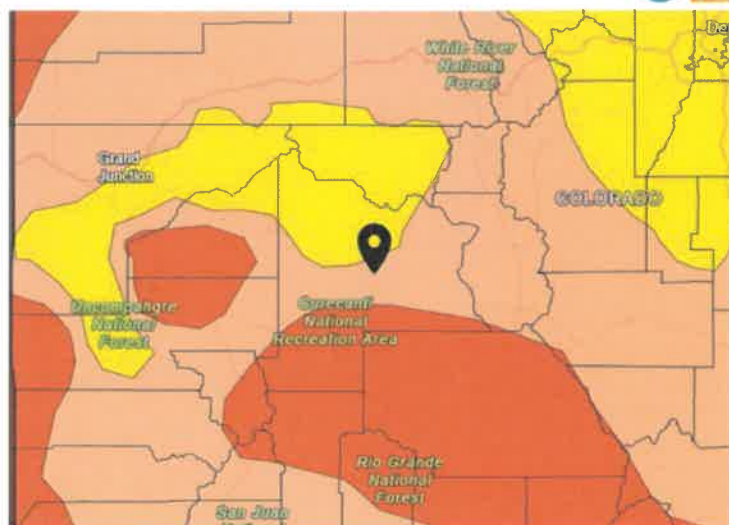 De
White River
National
Forest
Grand
Junction
COLORADO
Uncompahgre
National
Forest
Curecanti
National
Recreation Area
Rio Grande
National
Forest
San Juan